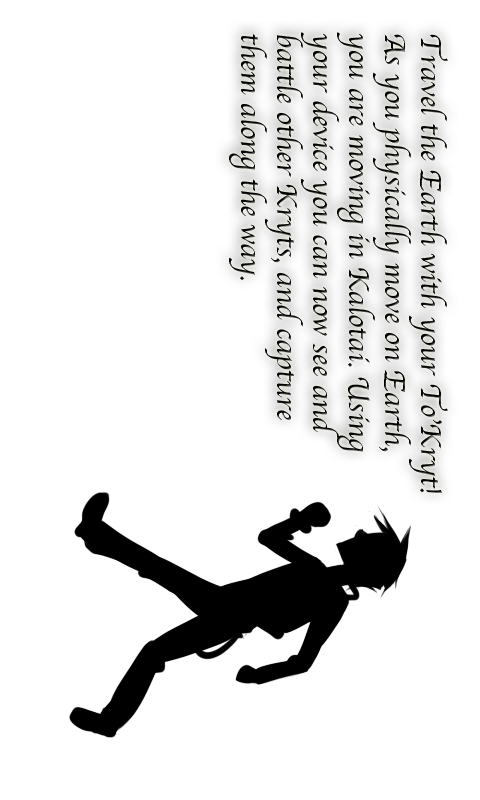 Travel the Earth with your To'Kryt!
As you physically move on Earth,
you are moving in Kalotai. Using
your device you can now see and
battle other Kryts, and capture
them along the way.